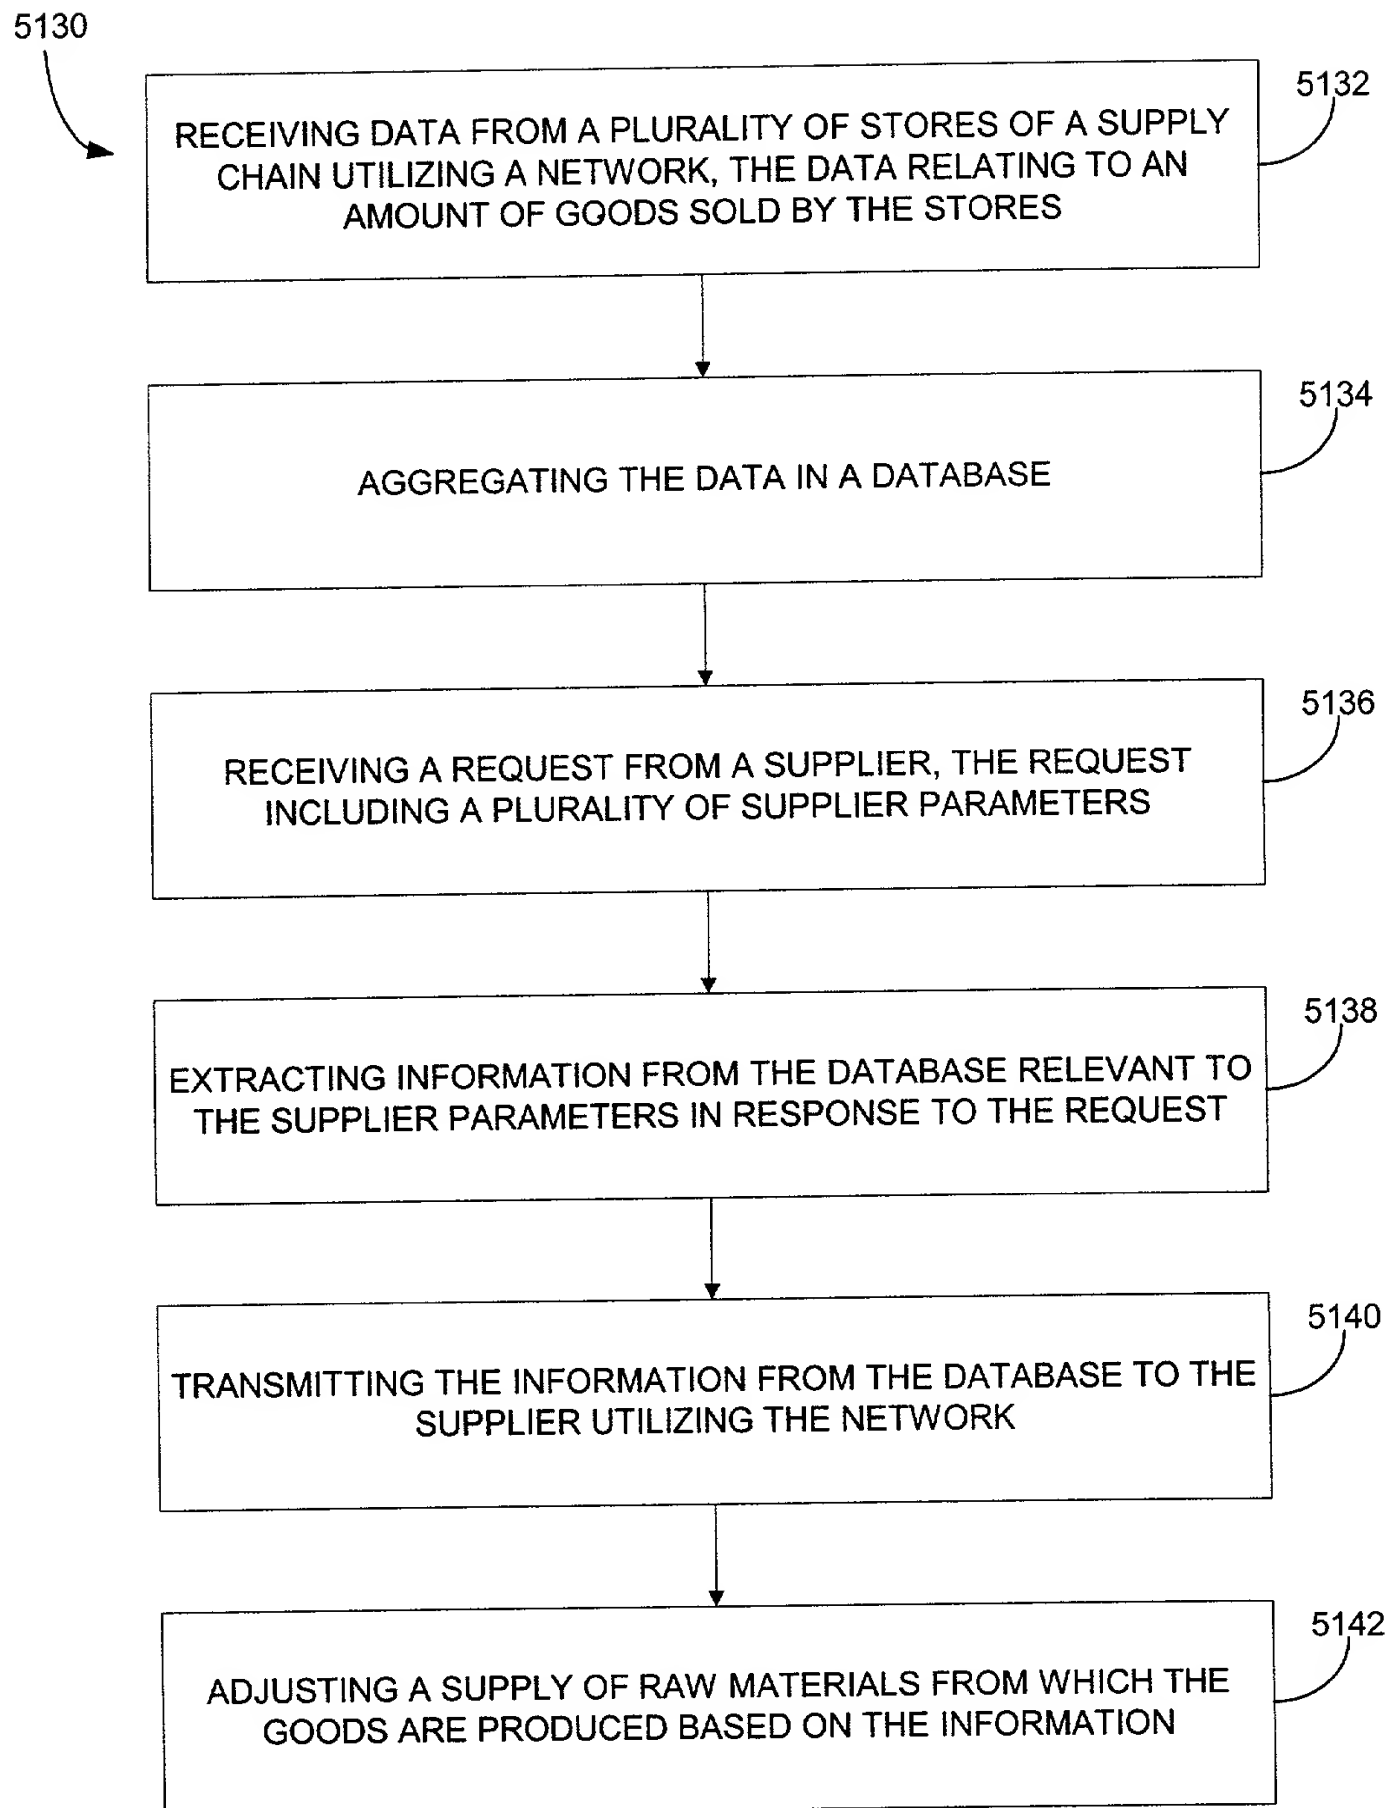 5130
5132
RECEIVING DATA FROM A PLURALITY OF STORES OF A SUPPLY
CHAIN UTILIZING A NETWORK, THE DATA RELATING TO AN
AMOUNT OF GOODS SOLD BY THE STORES
5134
AGGREGATING THE DATA IN A DATABASE
5136
RECEIVING A REQUEST FROM A SUPPLIER, THE REQUEST
INCLUDING A PLURALITY OF SUPPLIER PARAMETERS
5138
EXTRACTING INFORMATION FROM THE DATABASE RELEVANT TO
THE SUPPLIER PARAMETERS IN RESPONSE TO THE REQUEST
5140
TRANSMITTING THE INFORMATION FROM THE DATABASE TO THE
SUPPLIER UTILIZING THE NETWORK
5142
ADJUSTING A SUPPLY OF RAW MATERIALS FROM WHICH THE
GOODS ARE PRODUCED BASED ON THE INFORMATION